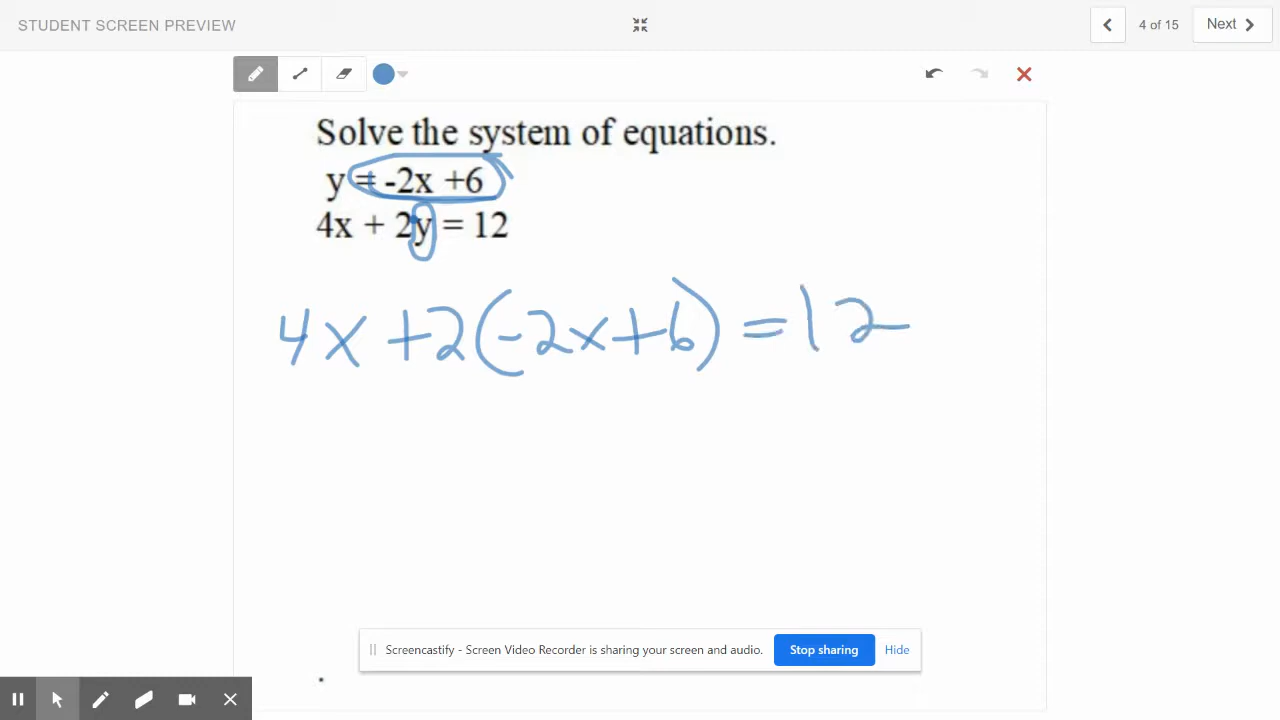 STUDENT SCREEN PREVIEW
4 of 15
Next
Solve the system of equations.
y = -2x +6
4x + 2y = 12
4x +2(-2x+6) =12
Screencastify - Screen Video Recorder is sharing your screen and audio.
Stop sharing
Hide